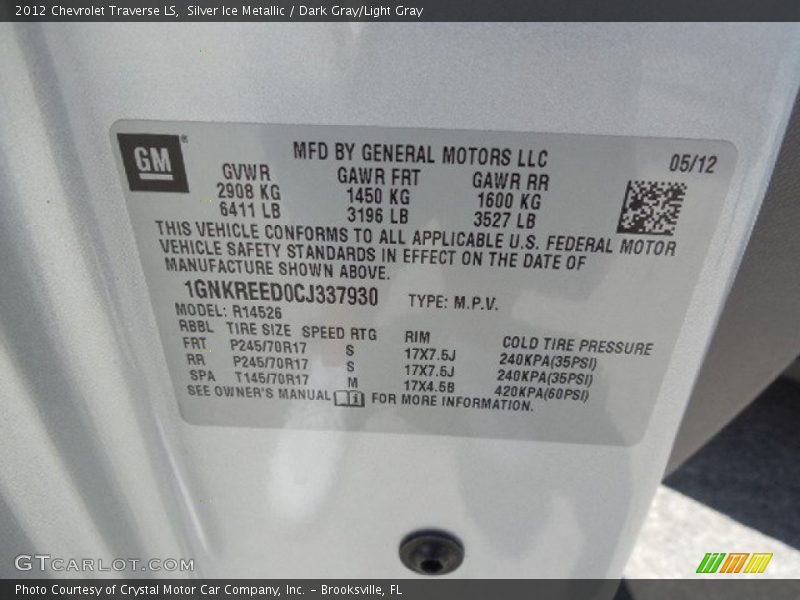 2012 Chevrolet Traverse LS,  Silver Ice Metallic / Dark Gray/Light Gray
GM®
MFD BY GENERAL MOTORS LLC 05/12
GVWR GAWR FRT GAWR RR
2908 KG 1450 KG 1600 KG
6411 LB 3196 LB 3527 LB
THIS VEHICLE CONFORMS TO ALL APPLICABLE U.S. FEDERAL MOTOR
VEHICLE SAFETY STANDARDS IN EFFECT ON THE DATE OF
MANUFACTURE SHOWN ABOVE.
1GNKREED0CJ337930 TYPE: M.P.V.
MODEL: R14526
RBBL TIRE SIZE SPEED RTG RIM COLD TIRE PRESSURE
FRT P245/70R17 S 17X7.5J 240KPA(35PSI)
RR P245/70R17 S 17X7.5J 240KPA(35PSI)
SPA T145/70R17 M 17X4.5B 420KPA(60PSI)
SEE OWNER'S MANUAL i FOR MORE INFORMATION.
GTCARLOT.COM
Photo Courtesy of Crystal Motor Car Company, Inc. – Brooksville, FL